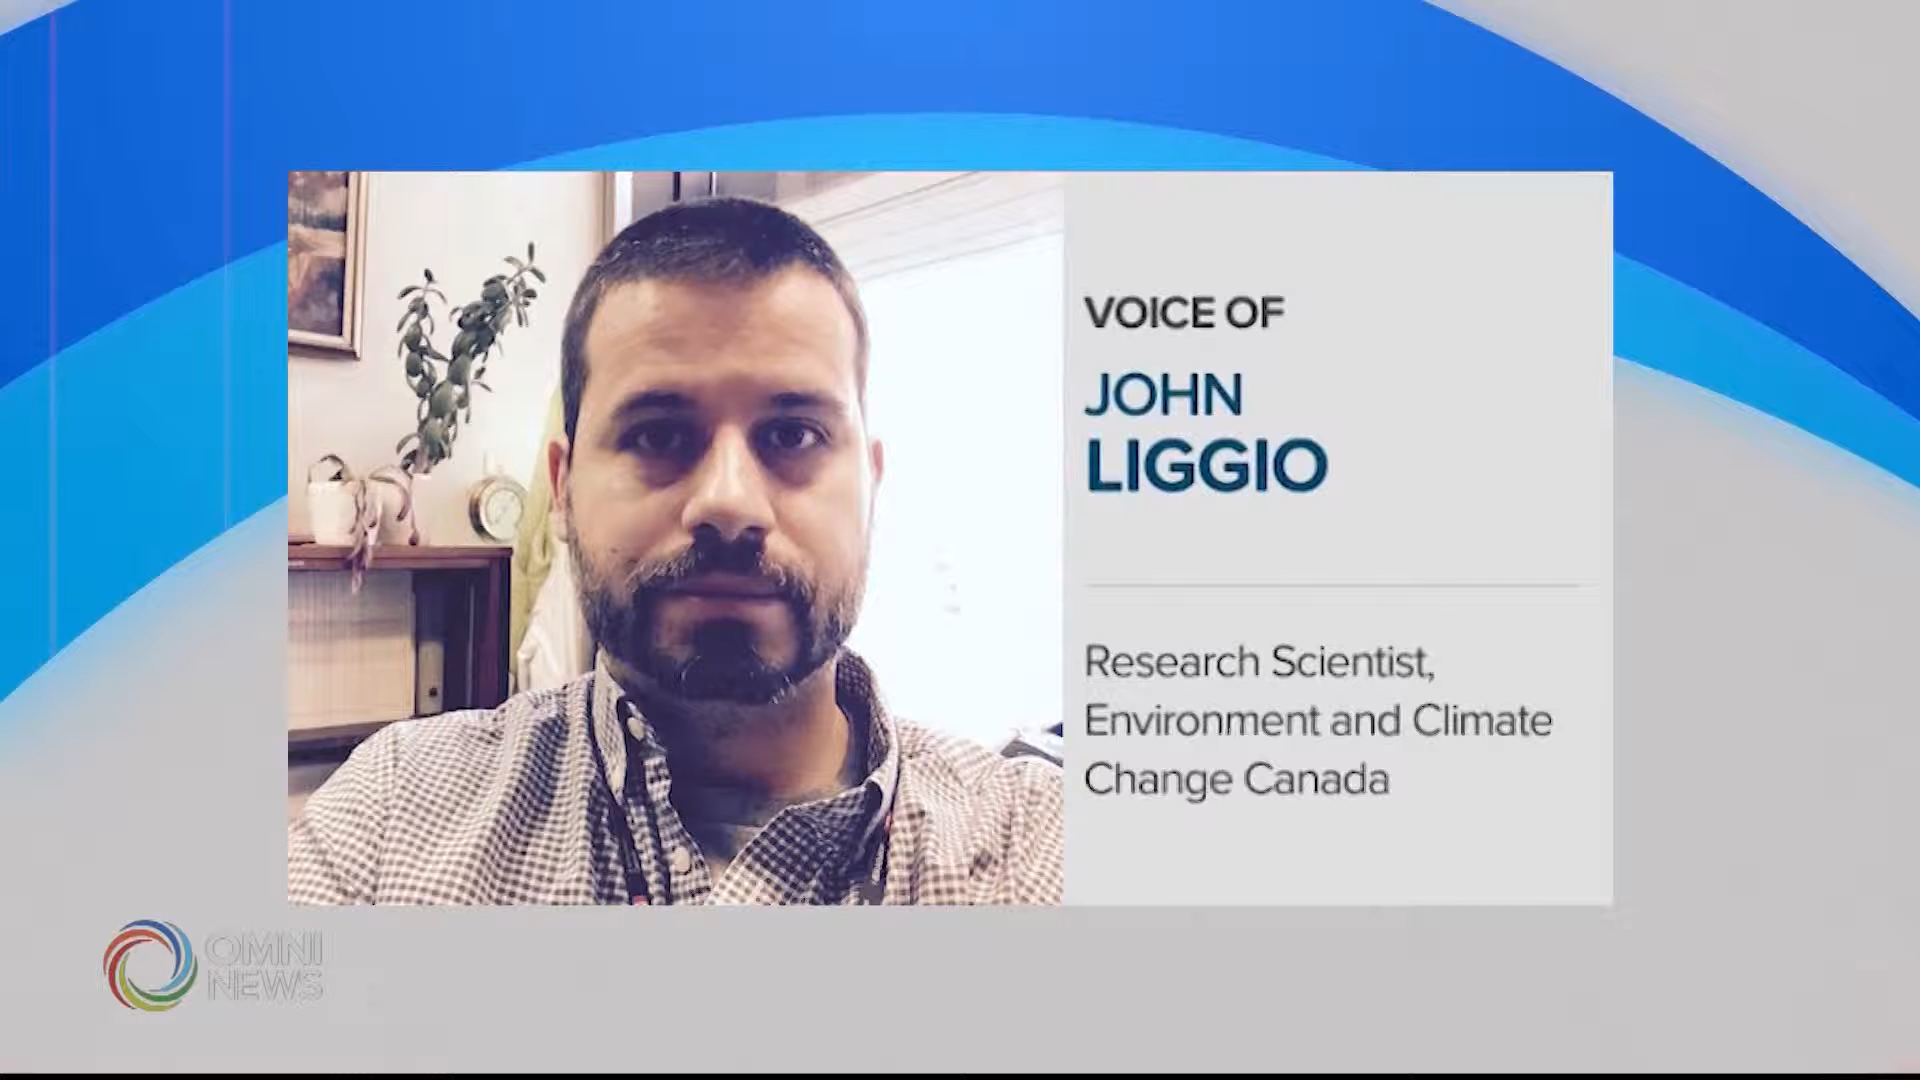 VOICE OF
JOHN
LIGGIO
Research Scientist,
Environment and Climate
Change Canada
OMNI
NEWS